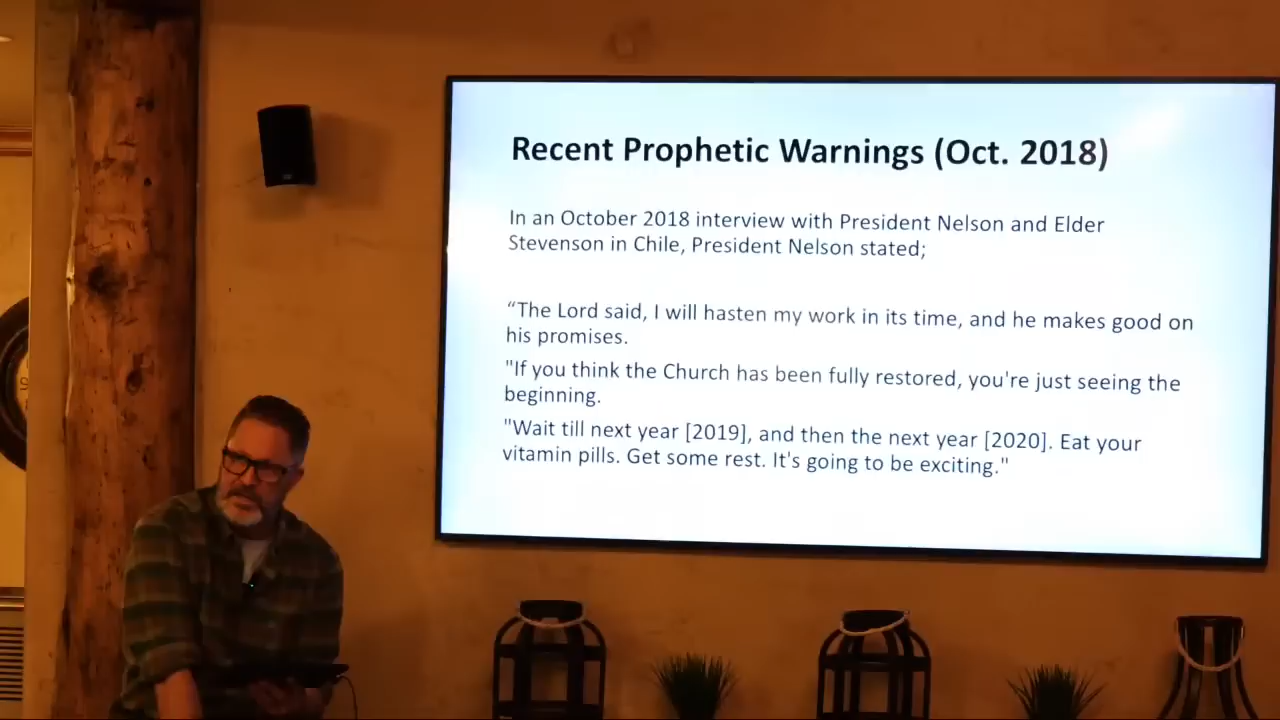 Recent Prophetic Warnings (Oct. 2018)
In an October 2018 interview with President Nelson and Elder
Stevenson in Chile, President Nelson stated;
“The Lord said, I will hasten my work in its time, and he makes good on
his promises.
"If you think the Church has been fully restored, you're just seeing the
beginning.
"Wait till next year [2019], and then the next year [2020]. Eat your
vitamin pills. Get some rest. It's going to be exciting."